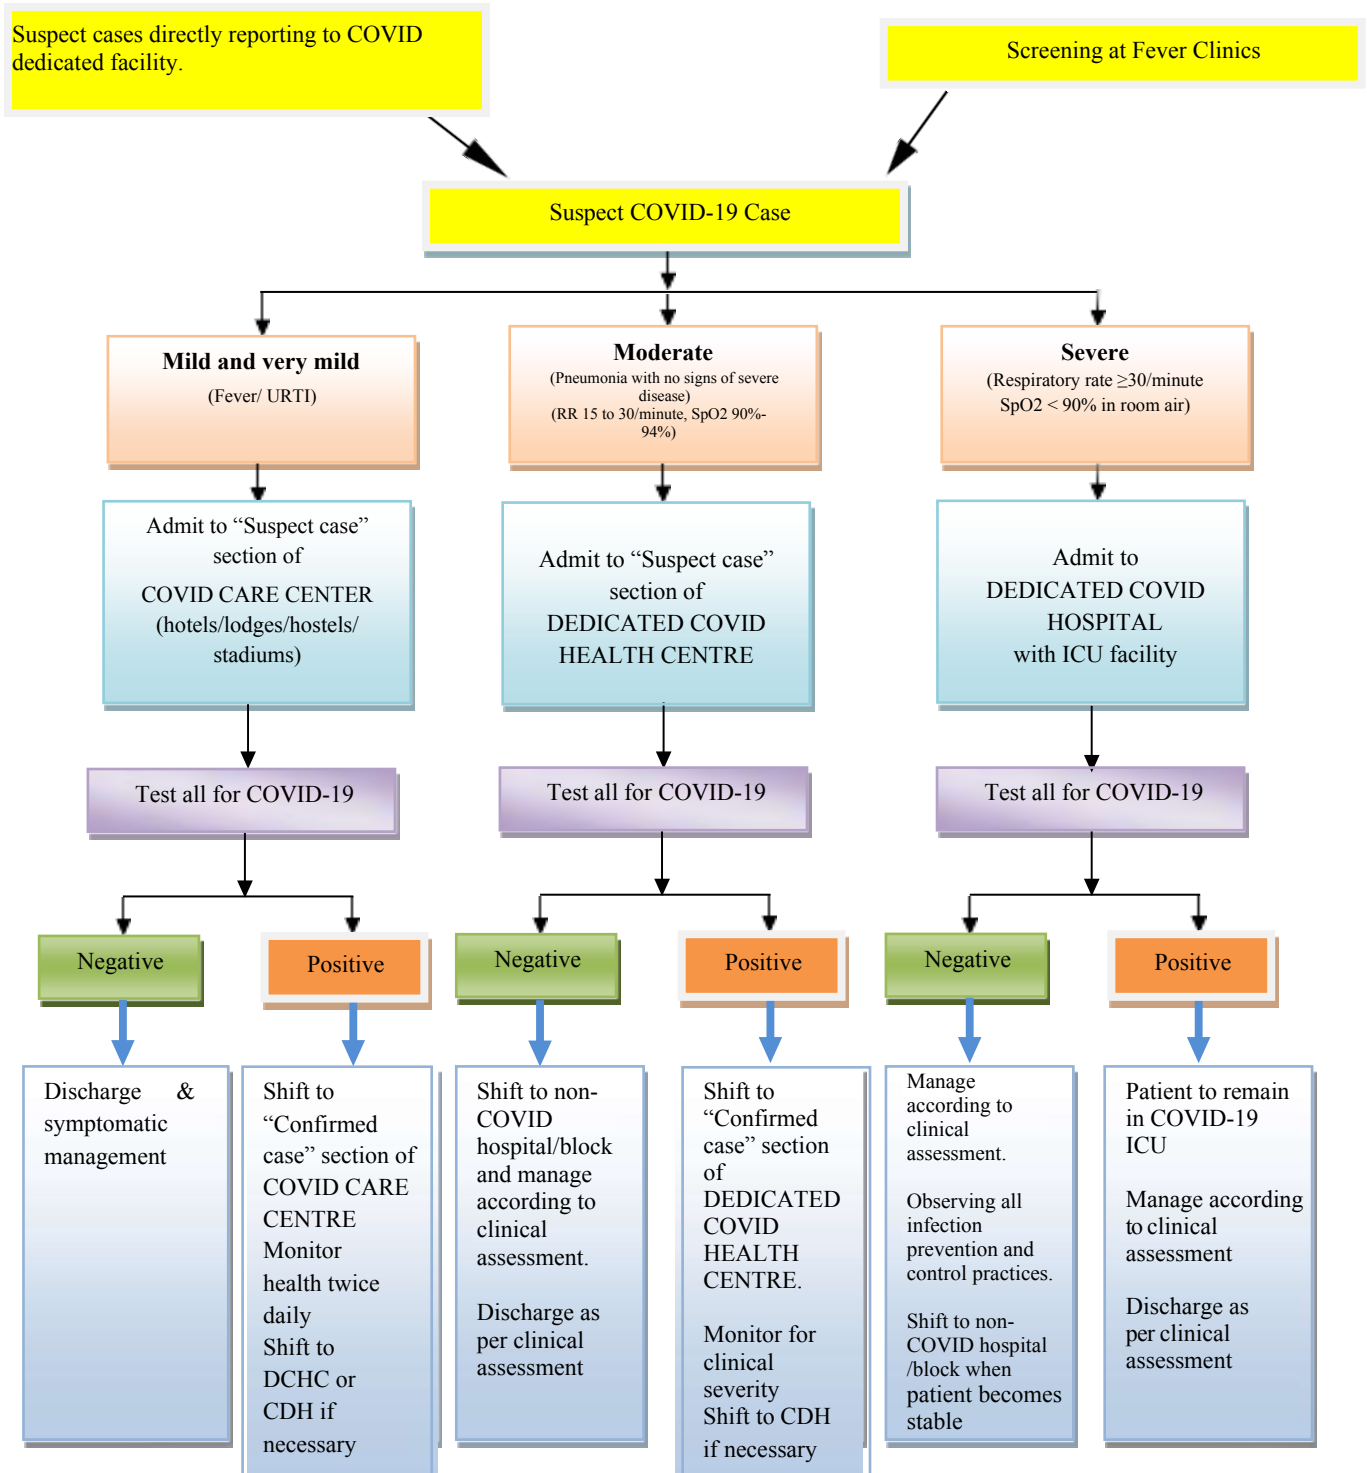 Suspect cases directly reporting to COVID
dedicated facility.
Screening at Fever Clinics
Suspect COVID-19 Case
Mild and very mild
(Fever/ URTI)
Moderate
(Pneumonia with no signs of severe
disease)
(RR 15 to 30/minute, SpO2 90%-
94%)
Severe
(Respiratory rate ≥30/minute
SpO2 < 90% in room air)
Admit to “Suspect case”
section of
COVID CARE CENTER
(hotels/lodges/hostels/
stadiums)
Admit to “Suspect case”
section of
DEDICATED COVID
HEALTH CENTRE
Admit to
DEDICATED COVID
HOSPITAL
with ICU facility
Test all for COVID-19
Test all for COVID-19
Test all for COVID-19
Negative
Positive
Negative
Positive
Negative
Positive
Discharge &
symptomatic
management
Shift to
“Confirmed
case” section of
COVID CARE
CENTRE
Monitor
health twice
daily
Shift to
DCHC or
CDH if
necessary
Shift to non-
COVID
hospital/block
and manage
according to
clinical
assessment.
Discharge as
per clinical
assessment
Shift to
“Confirmed
case” section
of
DEDICATED
COVID
HEALTH
CENTRE.
Monitor for
clinical
severity
Shift to CDH
if necessary
Manage
according to
clinical
assessment.
Observing all
infection
prevention and
control practices.
Shift to non-
COVID hospital
/block when
patient becomes
stable
Patient to remain
in COVID-19
ICU
Manage according
to clinical
assessment
Discharge as
per clinical
assessment